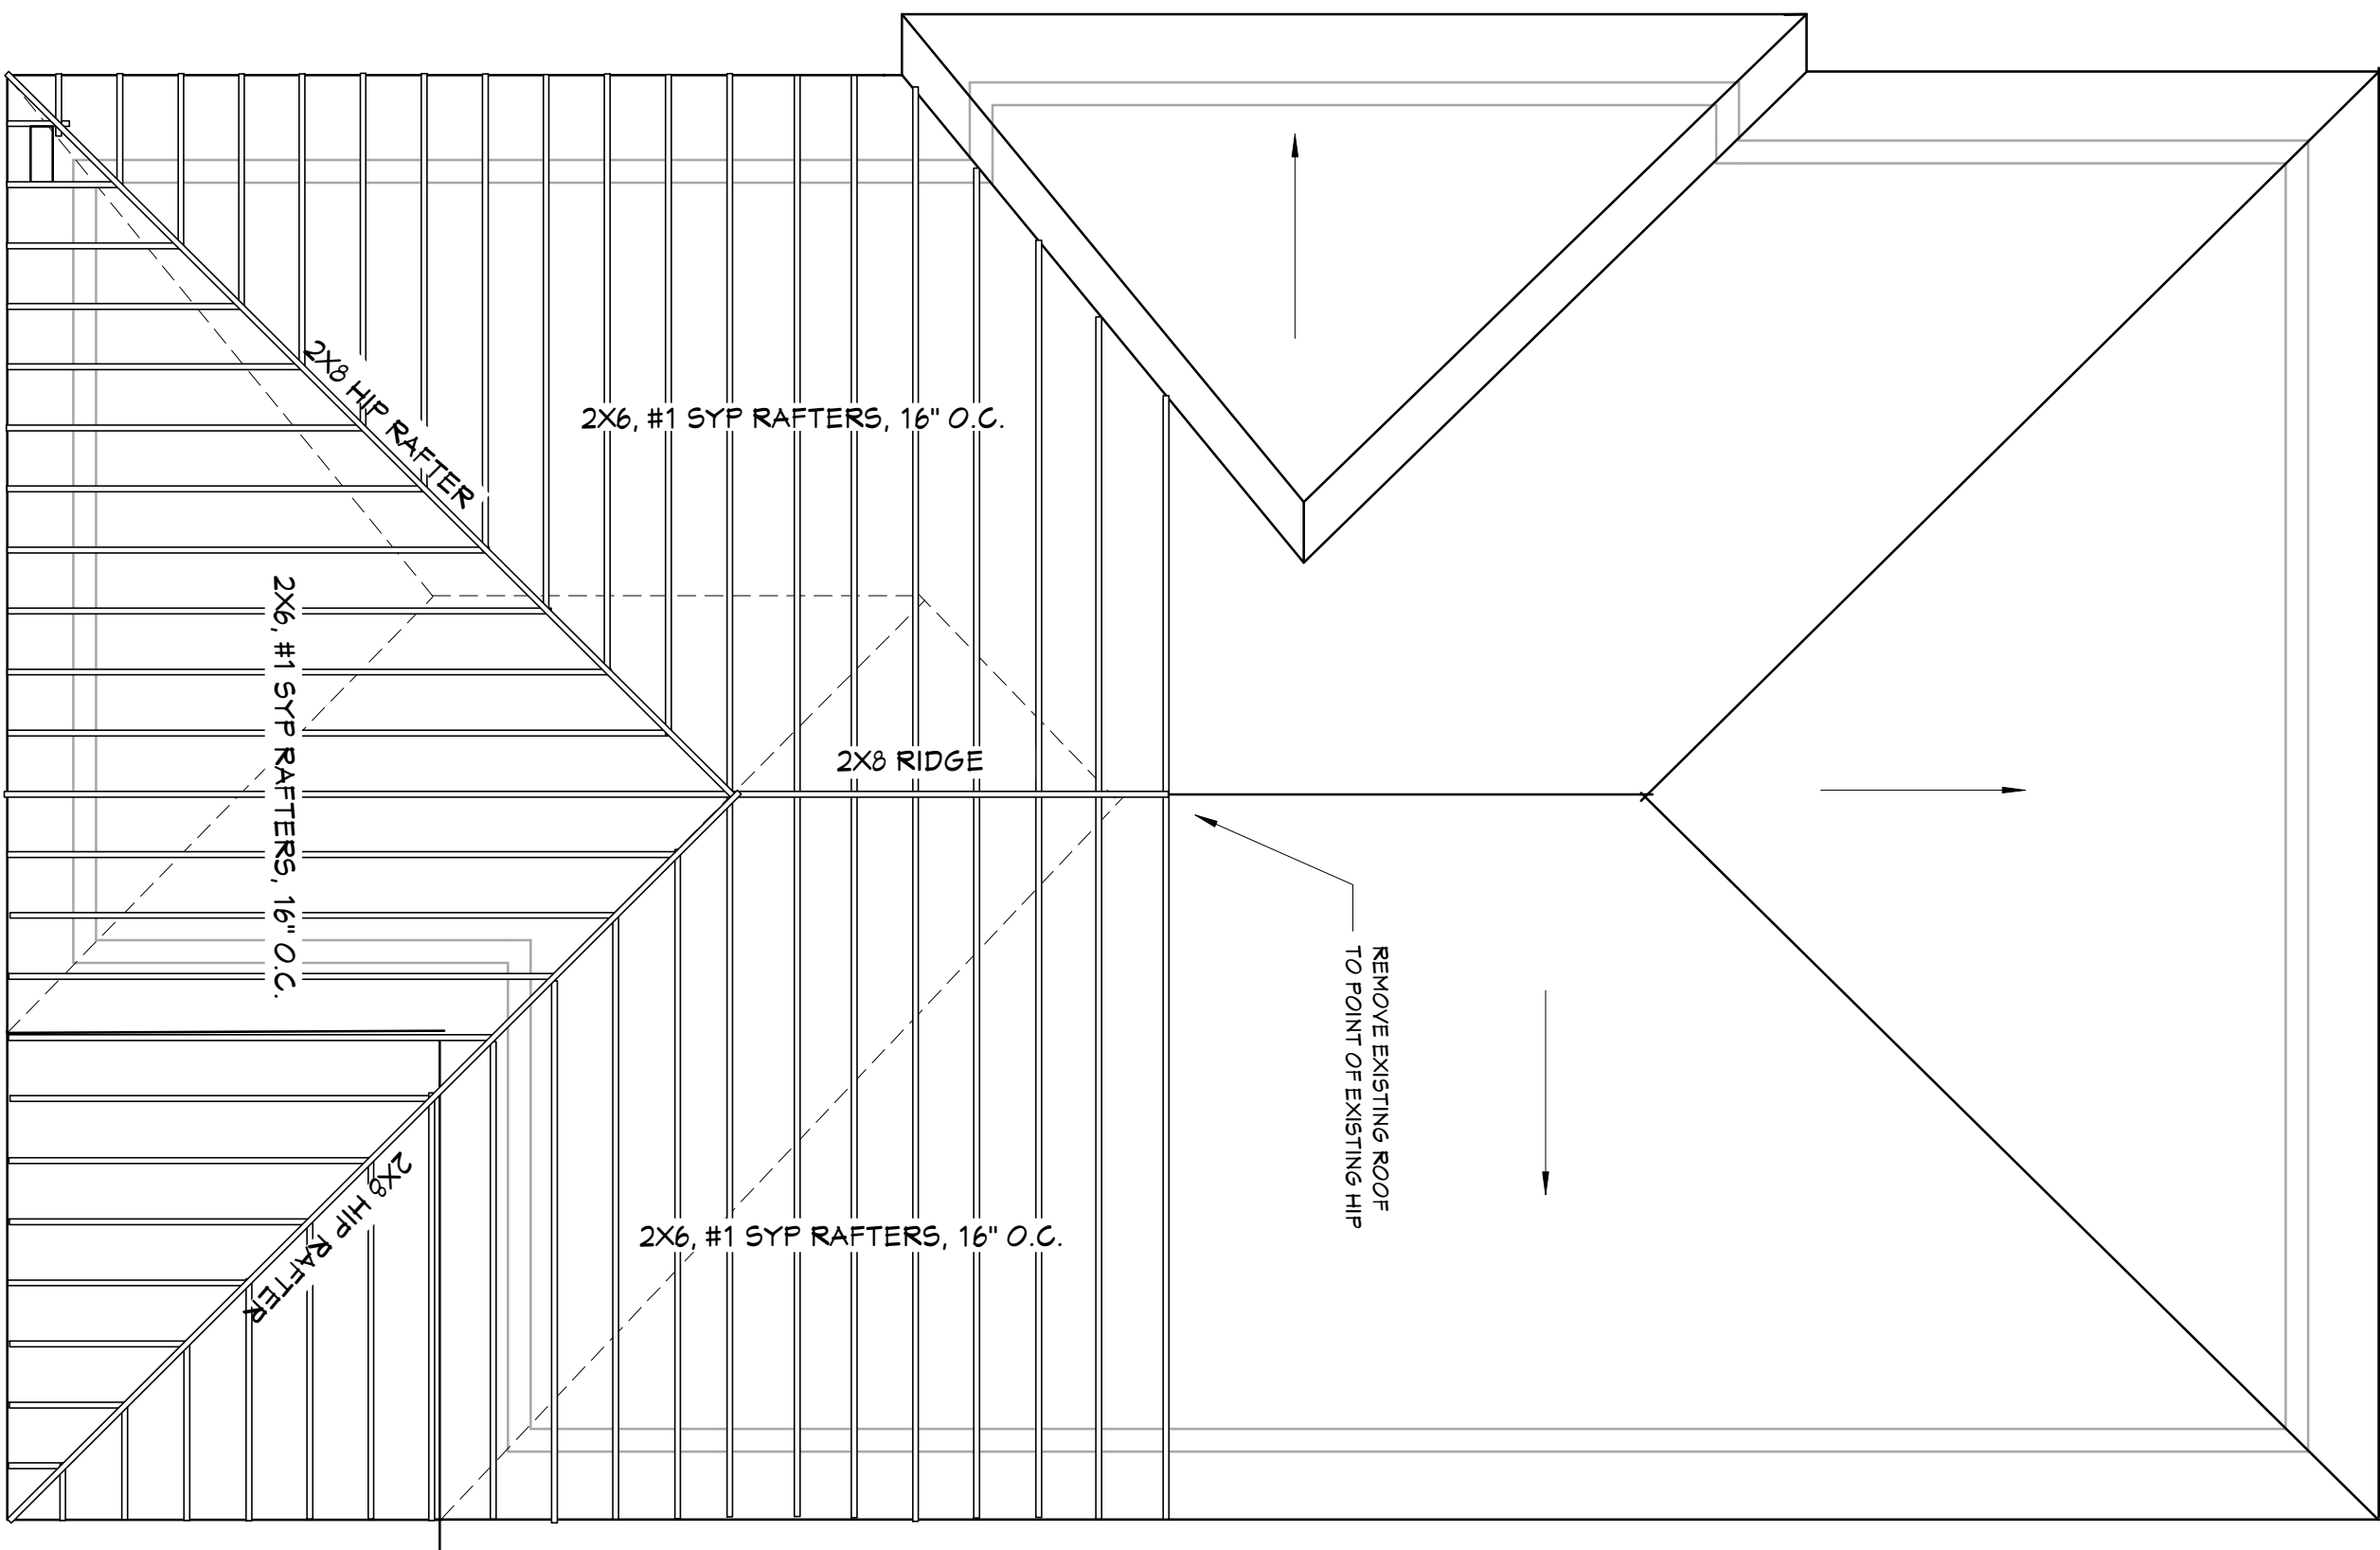 2X8 HIP RAFTER
2X6, #1 SYP RAFTERS, 16" O.C.
2X6, #1 SYP RAFTERS, 16" O.C.
2X8 RIDGE
REMOVE EXISTING ROOF
TO POINT OF EXISTING HIP
2X8 HIP RAFTER
2X6, #1 SYP RAFTERS, 16" O.C.